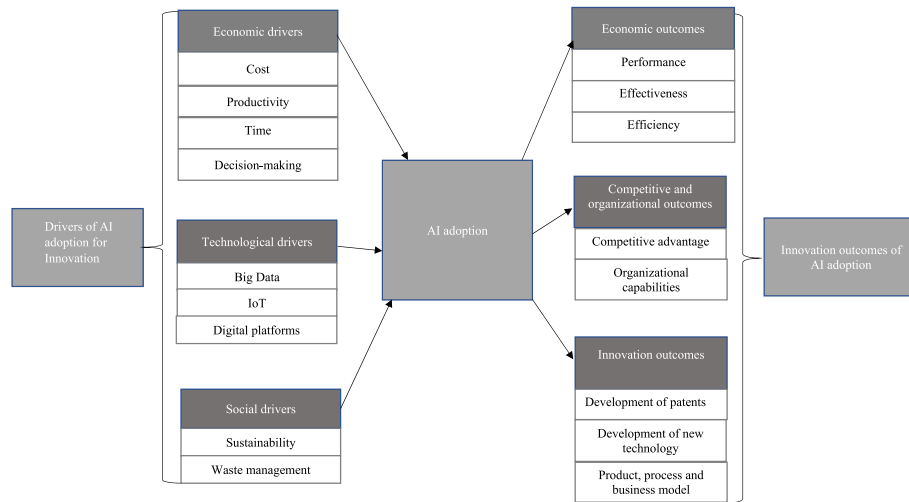 Drivers of AI
adoption for
Innovation
Economic drivers
Cost
Productivity
Time
Decision-making
Technological drivers
Big Data
IoT
Digital platforms
Social drivers
Sustainability
Waste management
AI adoption
Economic outcomes
Performance
Effectiveness
Efficiency
Competitive and
organizational outcomes
Competitive advantage
Organizational
capabilities
Innovation outcomes
Development of patents
Development of new
technology
Product, process and
business model
Innovation outcomes of
AI adoption